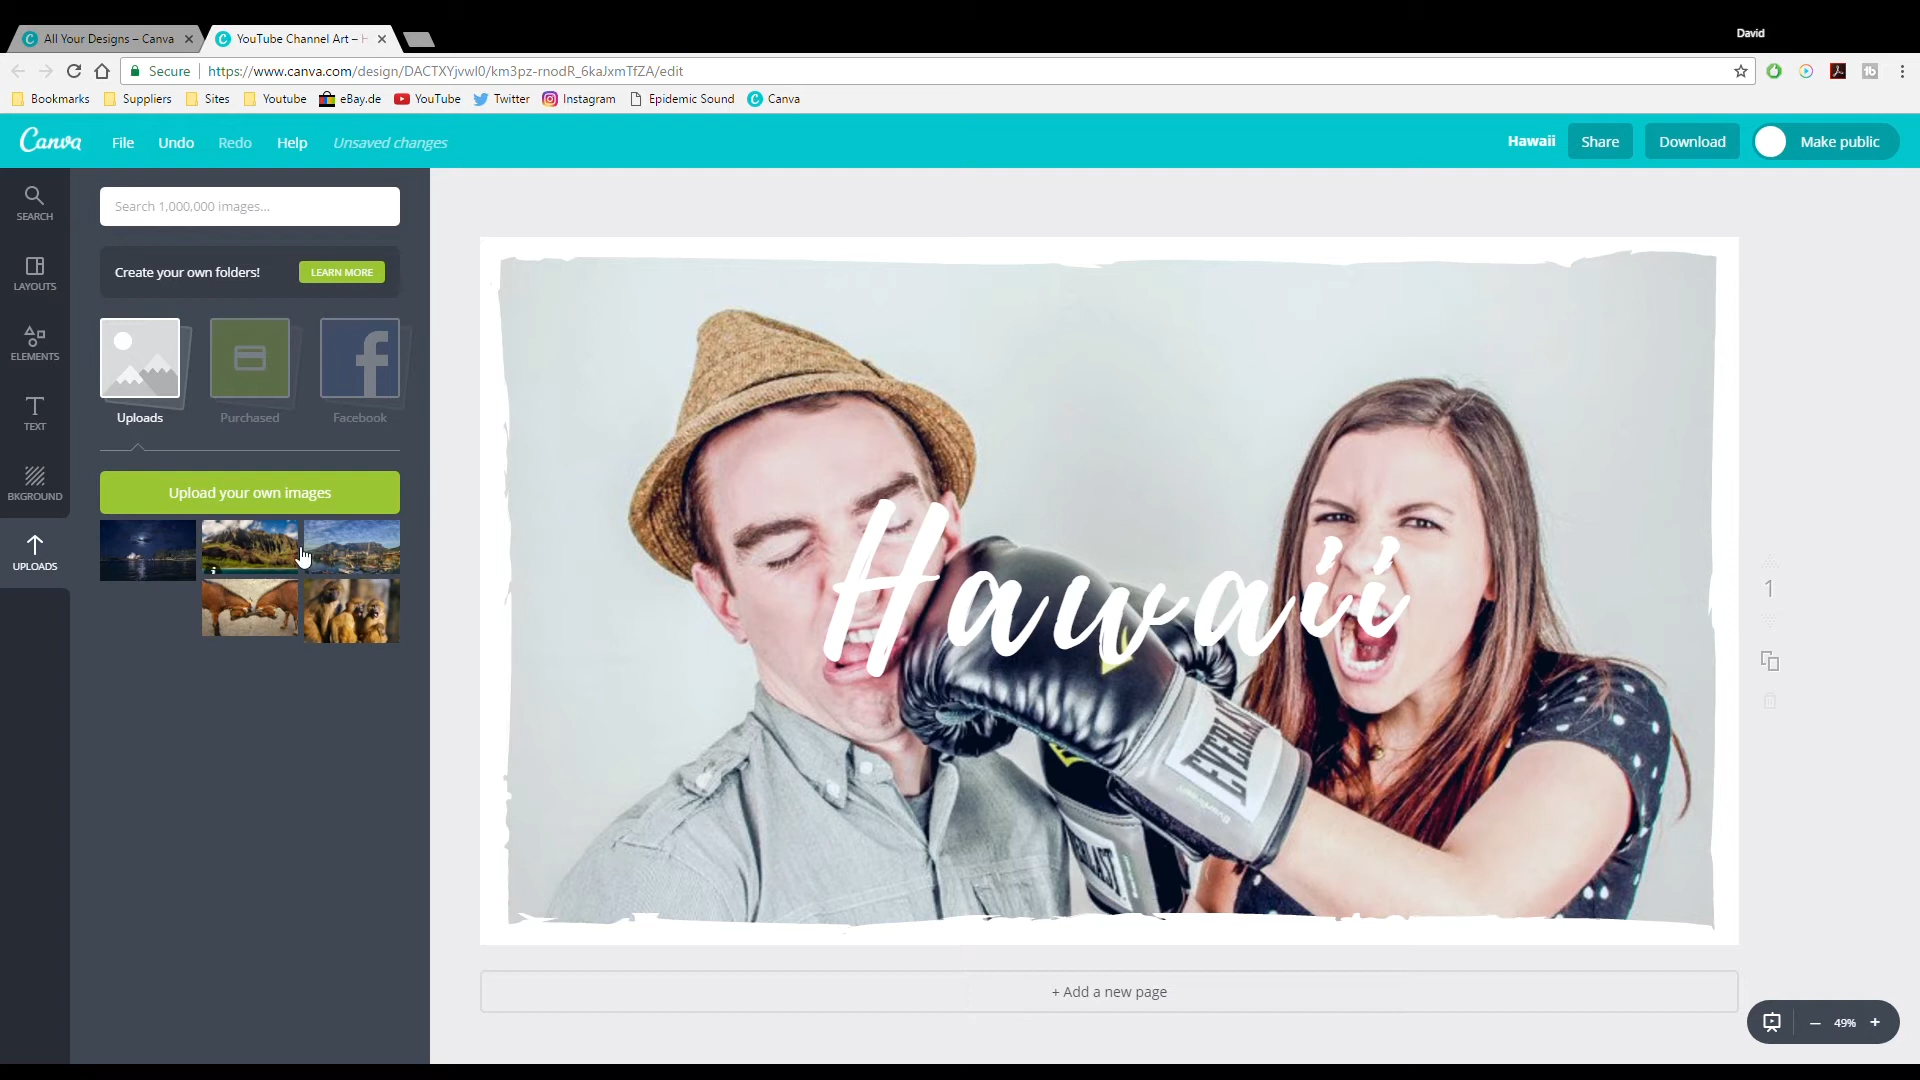 David
All Your Designs – Canva
YouTube Channel Art –
Secure
https://www.canva.com/design/DACTXYjvwl0/km3pz-rnodR_6kaJxmTfZA/edit
Bookmarks Suppliers Sites Youtube eBay.de YouTube Twitter Instagram Epidemic Sound Canva
Canva File Undo Redo Help Unsaved changes Hawaii Share Download Make public
SEARCH
LAYOUTS
ELEMENTS
TEXT
BKGROUND
UPLOADS
Search 1,000,000 images...
Create your own folders! LEARN MORE
Uploads Purchased Facebook
Upload your own images
Hawaii
EVERLAST
1
+ Add a new page
49%